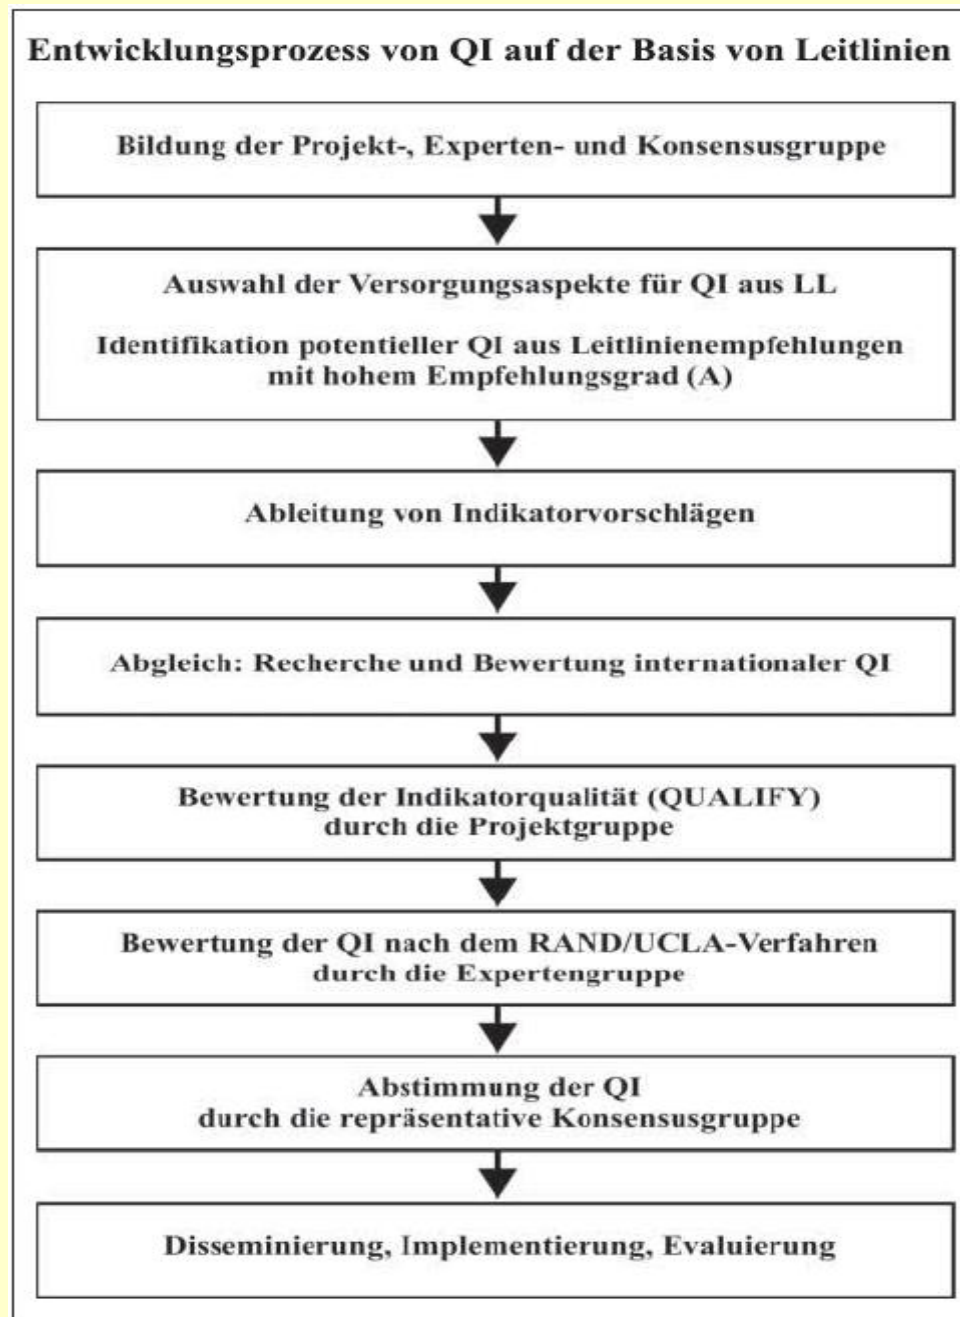 Entwicklungsprozess von QI auf der Basis von Leitlinien
Bildung der Projekt-, Experten- und Konsensusgruppe
Auswahl der Versorgungsaspekte für QI aus LL
Identifikation potentieller QI aus Leitlinienempfehlungen
mit hohem Empfehlungsgrad (A)
Ableitung von Indikatorvorschlägen
Abgleich: Recherche und Bewertung internationaler QI
Bewertung der Indikatorqualität (QUALIFY)
durch die Projektgruppe
Bewertung der QI nach dem RAND/UCLA-Verfahren
durch die Expertengruppe
Abstimmung der QI
durch die repräsentative Konsensusgruppe
Disseminierung, Implementierung, Evaluierung